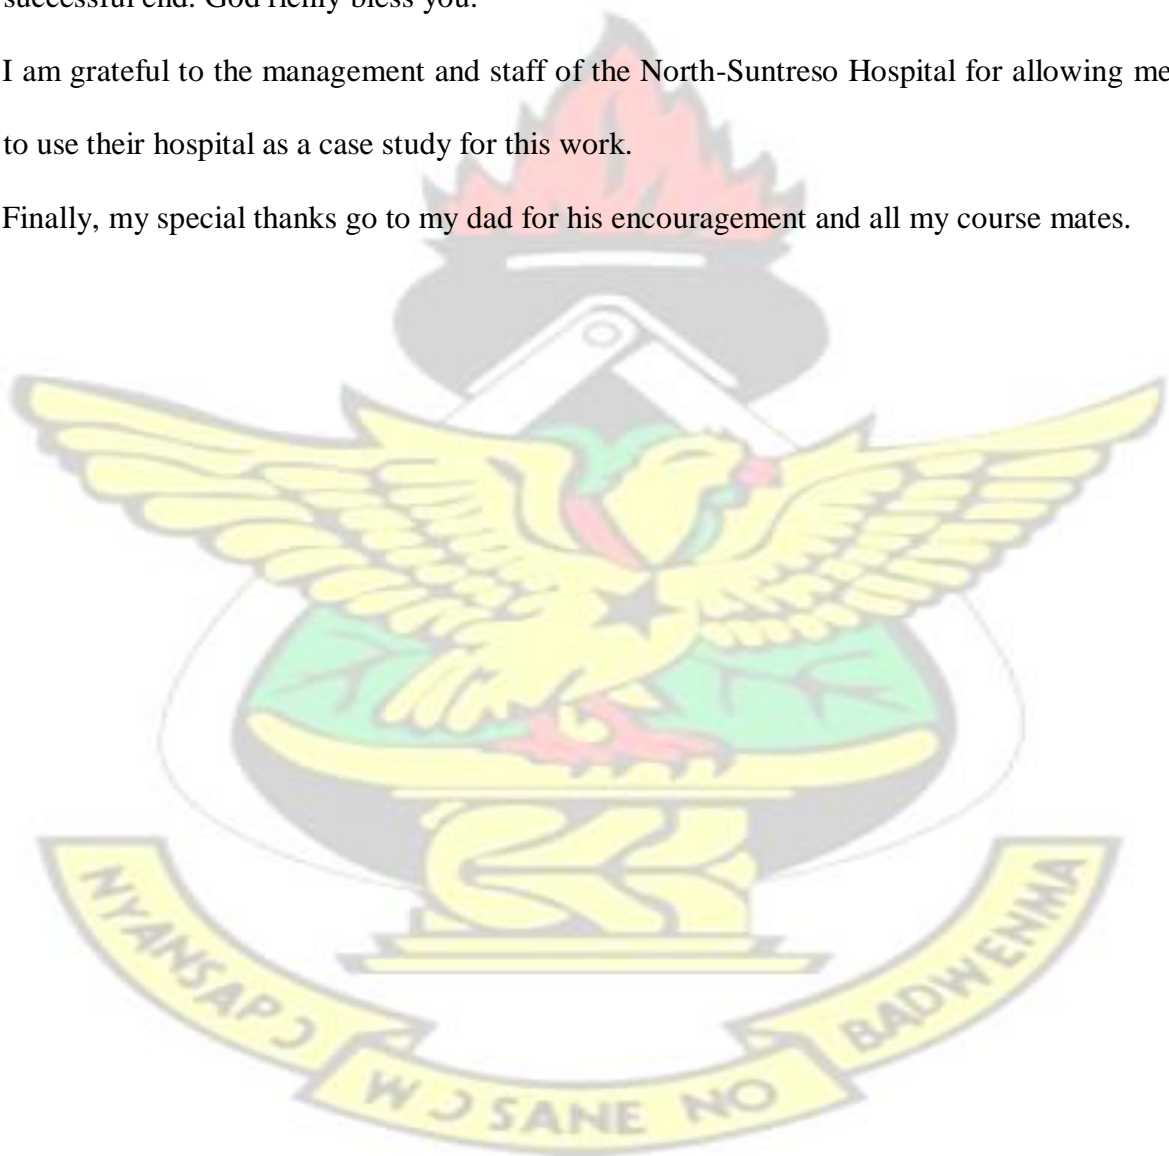 successful end. God richly bless you.
I am grateful to the management and staff of the North-Suntreso Hospital for allowing me
to use their hospital as a case study for this work.
Finally, my special thanks go to my dad for his encouragement and all my course mates.
NYANSAPƆ
WƆSANE NO
BADWENMA